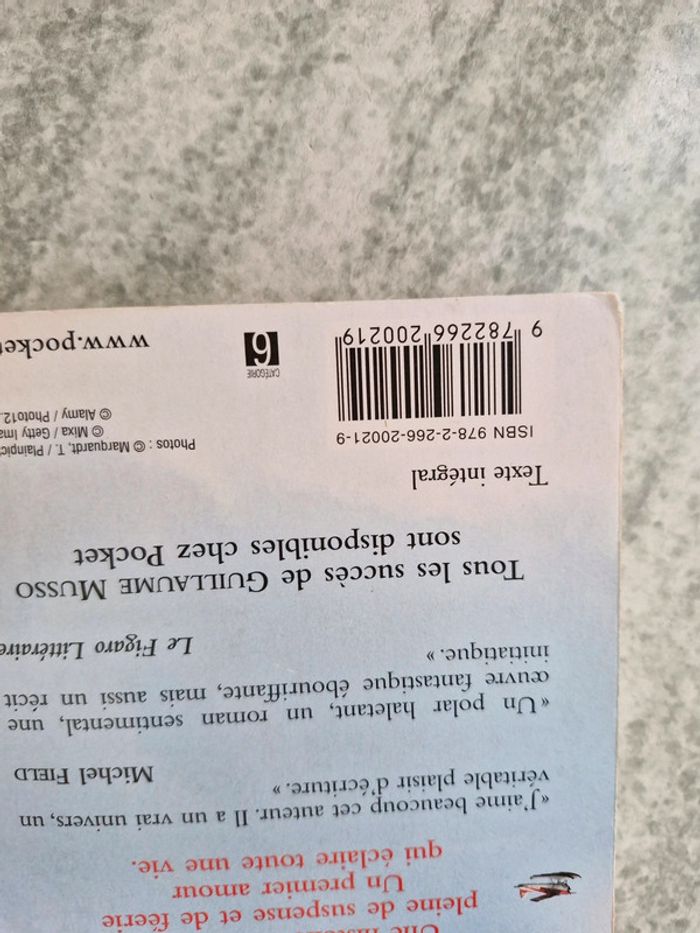 pleine de suspense et de féerie
Un premier amour
qui éclaire toute une vie.
« J'aime beaucoup cet auteur. Il a un vrai univers, un
véritable plaisir d'écriture. »
Michel FIELD
« Un polar haletant, un roman sentimental, une
œuvre fantastique ébouriffante, mais aussi un récit
initiatique. »
Le Figaro Littéraire
Tous les succès de GUILLAUME MUSSO
sont disponibles chez Pocket
Texte intégral
ISBN 978-2-266-20021-9
9 782266 200219
Photos : © Marquardt, T. / Plainpic
© Mixa / Getty Ima
© Alamy / Photo12.
CATÉGORIE
6
www.pocket